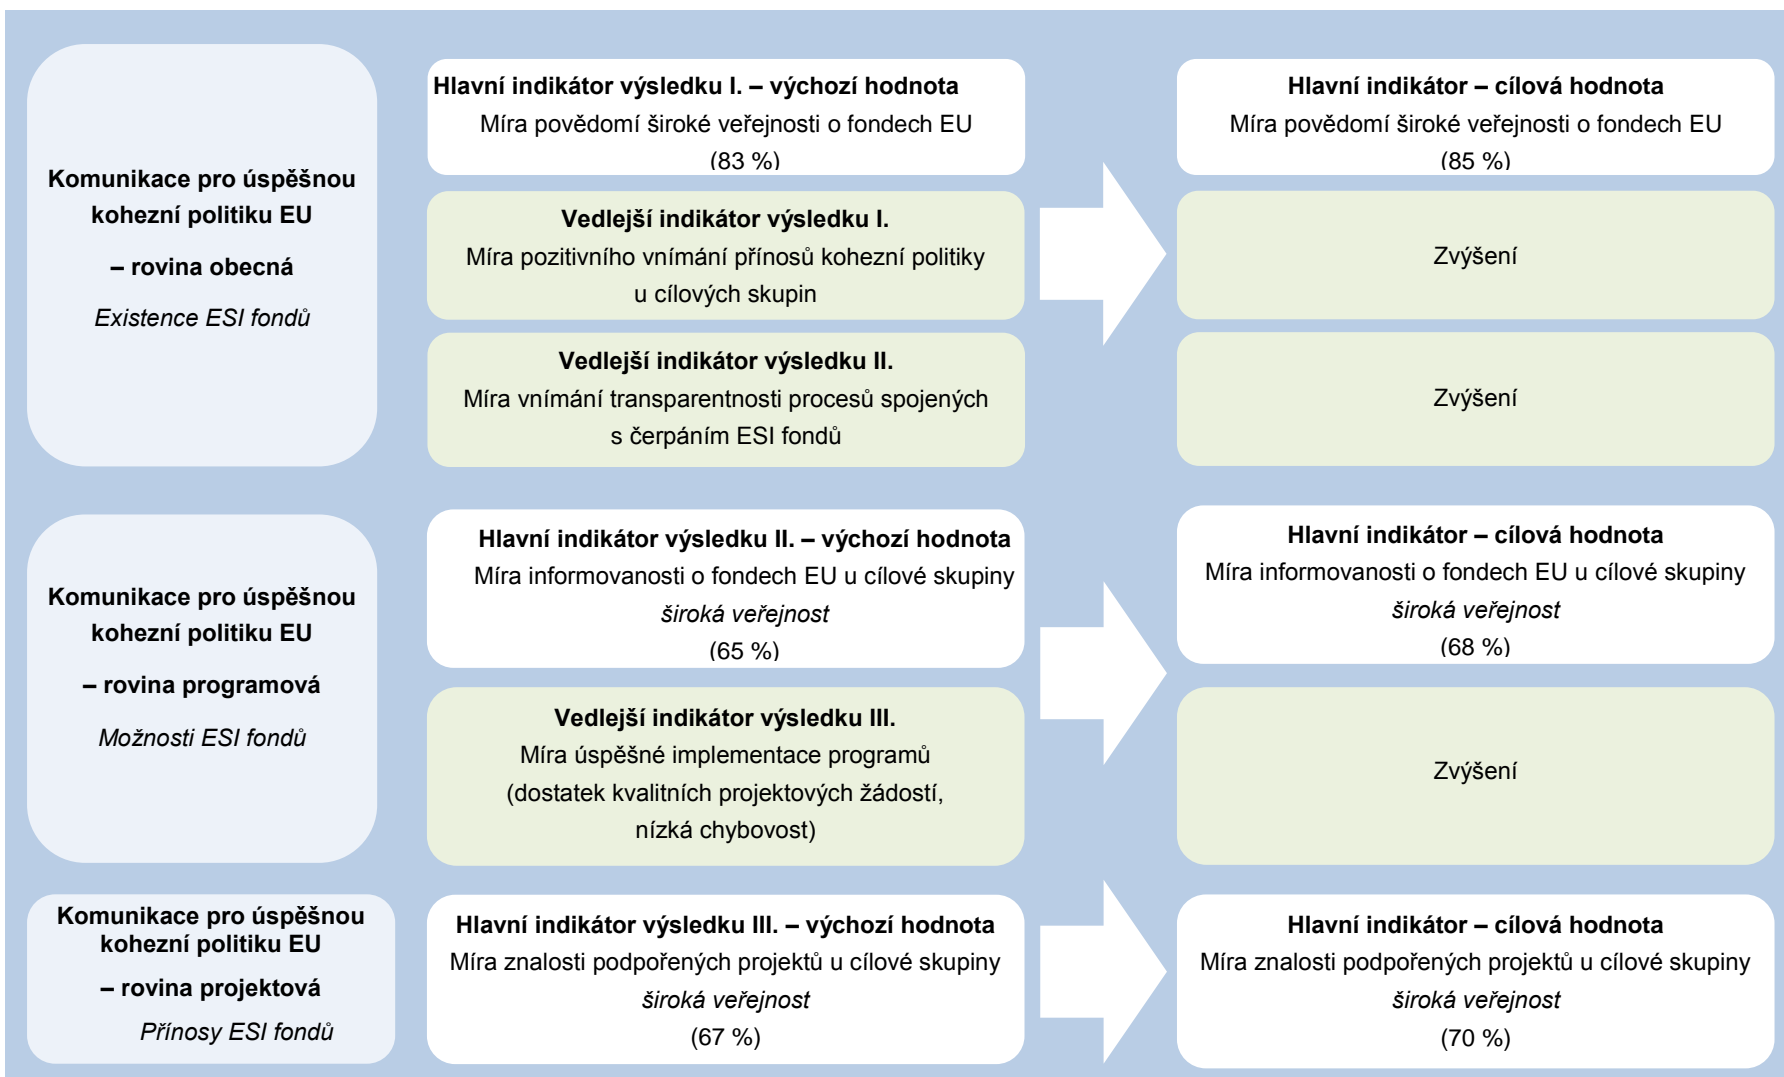 Komunikace pro úspěšnou
kohezní politiku EU
– rovina obecná
Existence ESI fondů
Hlavní indikátor výsledku I. – výchozí hodnota
Míra povědomí široké veřejnosti o fondech EU
(83 %)
Hlavní indikátor – cílová hodnota
Míra povědomí široké veřejnosti o fondech EU
(85 %)
Vedlejší indikátor výsledku I.
Míra pozitivního vnímání přínosů kohezní politiky
u cílových skupin
Zvýšení
Vedlejší indikátor výsledku II.
Míra vnímání transparentnosti procesů spojených
s čerpáním ESI fondů
Zvýšení
Komunikace pro úspěšnou
kohezní politiku EU
– rovina programová
Možnosti ESI fondů
Hlavní indikátor výsledku II. – výchozí hodnota
Míra informovanosti o fondech EU u cílové skupiny
široká veřejnost
(65 %)
Hlavní indikátor – cílová hodnota
Míra informovanosti o fondech EU u cílové skupiny
široká veřejnost
(68 %)
Vedlejší indikátor výsledku III.
Míra úspěšné implementace programů
(dostatek kvalitních projektových žádostí,
nízká chybovost)
Zvýšení
Komunikace pro úspěšnou
kohezní politiku EU
– rovina projektová
Přínosy ESI fondů
Hlavní indikátor výsledku III. – výchozí hodnota
Míra znalosti podpořených projektů u cílové skupiny
široká veřejnost
(67 %)
Hlavní indikátor – cílová hodnota
Míra znalosti podpořených projektů u cílové skupiny
široká veřejnost
(70 %)